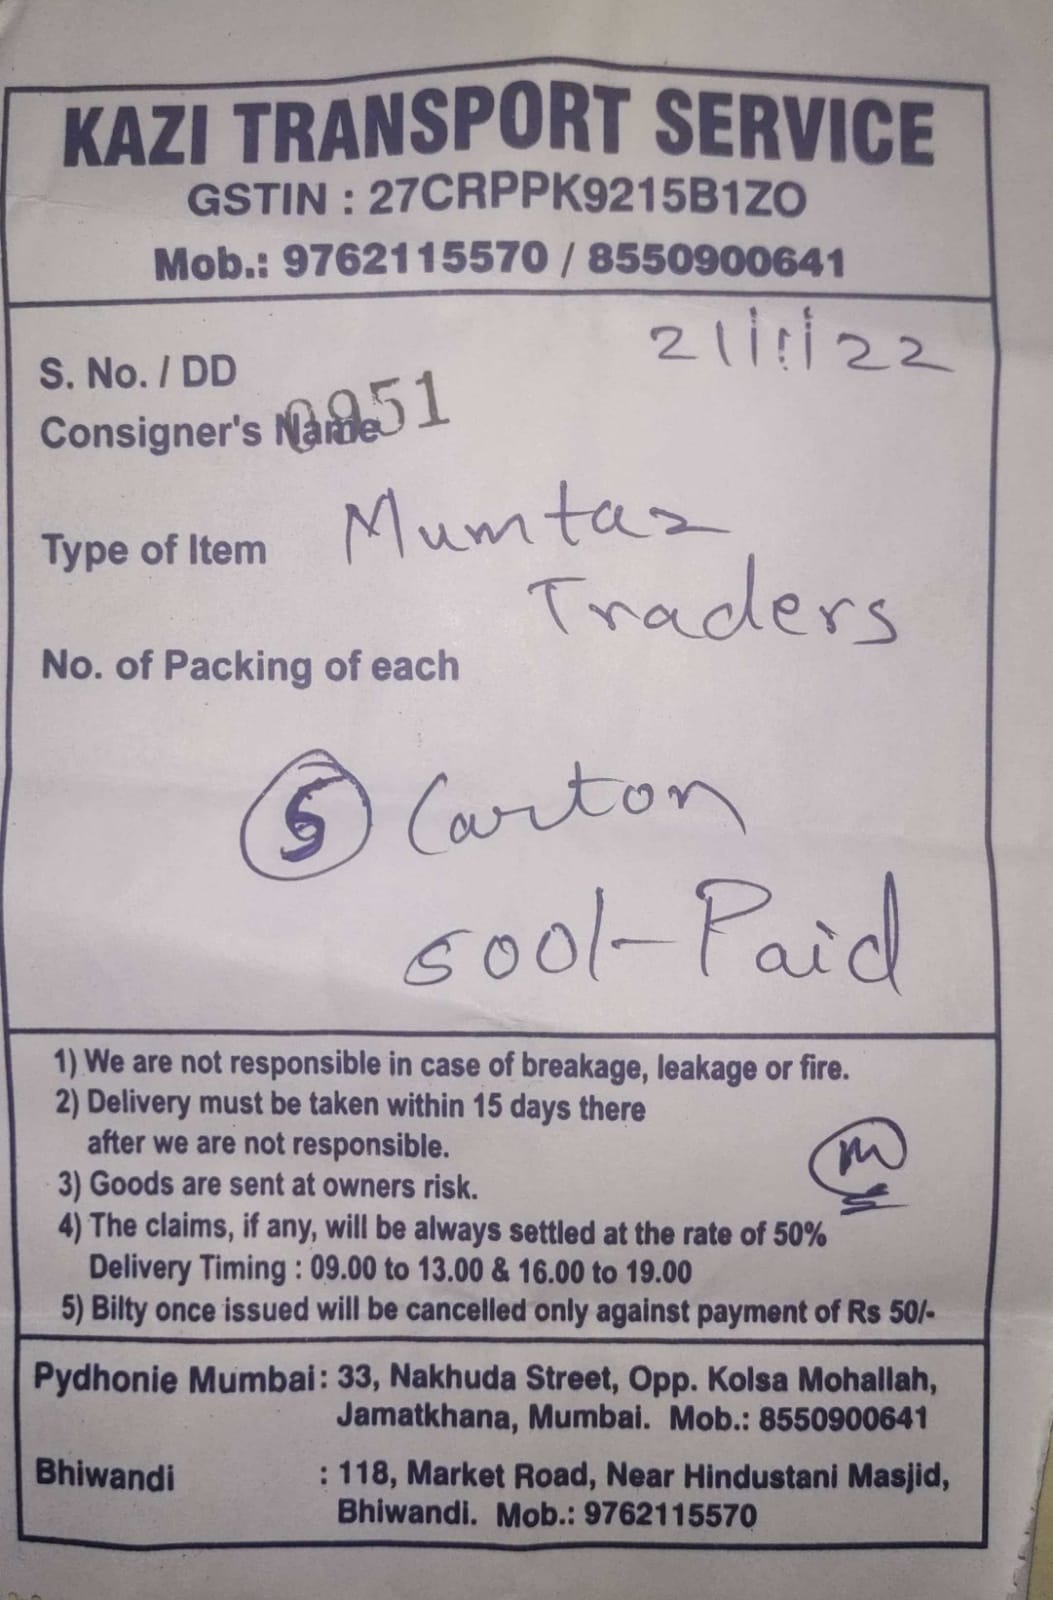 KAZI TRANSPORT SERVICE
GSTIN : 27CRPPK9215B1ZO
Mob.: 9762115570 / 8550900641
S. No. / DD
0951
Consigner's Name
Type of Item
Mumtaz
Traders
No. of Packing of each
5 Carton
500/- Paid
1) We are not responsible in case of breakage, leakage or fire.
2) Delivery must be taken within 15 days there
after we are not responsible.
3) Goods are sent at owners risk.
4) The claims, if any, will be always settled at the rate of 50%
Delivery Timing : 09.00 to 13.00 & 16.00 to 19.00
5) Bilty once issued will be cancelled only against payment of Rs 50/-
Pydhonie Mumbai : 33, Nakhuda Street, Opp. Kolsa Mohallah,
Jamatkhana, Mumbai. Mob.: 8550900641
Bhiwandi : 118, Market Road, Near Hindustani Masjid,
Bhiwandi. Mob.: 9762115570